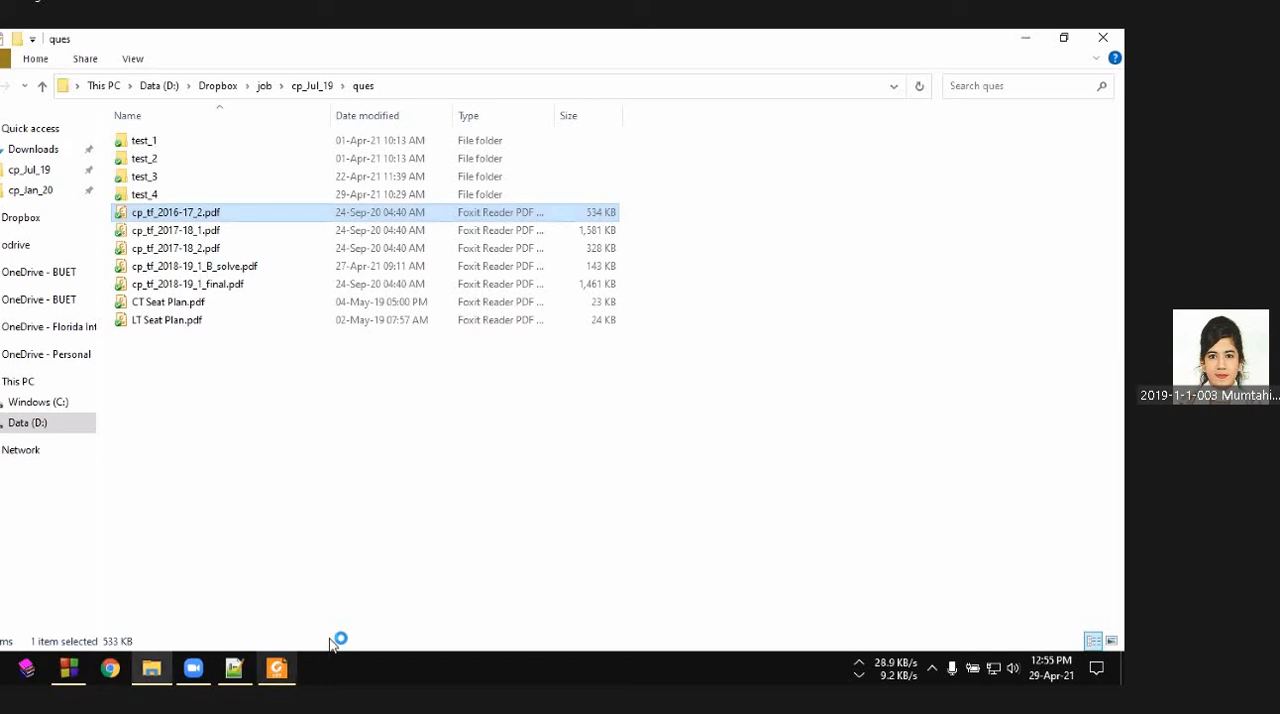 ques
Home Share View
This PC Data (D:) Dropbox job cp_Jul_19 ques Search ques
Name Date modified Type Size
Quick access
Downloads
cp_Jul_19
cp_Jan_20
Dropbox
odrive
OneDrive - BUET
OneDrive - BUET
OneDrive - Florida Int
OneDrive - Personal
This PC
Windows (C:)
Data (D:)
Network
test_1 01-Apr-21 10:13 AM File folder
test_2 01-Apr-21 10:13 AM File folder
test_3 22-Apr-21 11:39 AM File folder
test_4 29-Apr-21 10:29 AM File folder
cp_tf_2016-17_2.pdf 24-Sep-20 04:40 AM Foxit Reader PDF ... 534 KB
cp_tf_2017-18_1.pdf 24-Sep-20 04:40 AM Foxit Reader PDF ... 1,581 KB
cp_tf_2017-18_2.pdf 24-Sep-20 04:40 AM Foxit Reader PDF ... 328 KB
cp_tf_2018-19_1_B_solve.pdf 27-Apr-21 09:11 AM Foxit Reader PDF ... 143 KB
cp_tf_2018-19_1_final.pdf 24-Sep-20 04:40 AM Foxit Reader PDF ... 1,461 KB
CT Seat Plan.pdf 04-May-19 05:00 PM Foxit Reader PDF ... 23 KB
LT Seat Plan.pdf 02-May-19 07:57 AM Foxit Reader PDF ... 24 KB
2019-1-1-003 Mumtahi...
ms 1 item selected 533 KB
28.9 KB/s
9.2 KB/s
12:55 PM
29-Apr-21